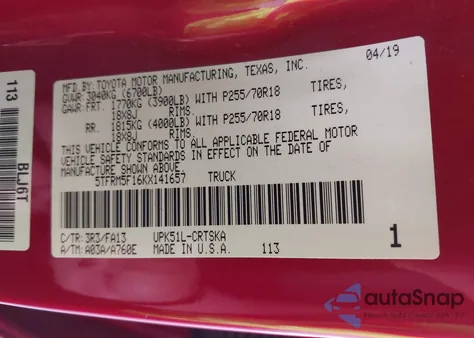 04/19
MFD.BY:TOYOTA MOTOR MANUFACTURING, TEXAS, INC.
GVWR 3040KG (6700LB)
GAWR FRT. 1770KG (3900LB) WITH P255/70R18 TIRES,
18X8J RIMS.
RR. 1815KG (4000LB) WITH P255/70R18 TIRES,
18X8J RIMS.
THIS VEHICLE CONFORMS TO ALL APPLICABLE FEDERAL MOTOR
VEHICLE SAFETY STANDARDS IN EFFECT ON THE DATE OF
MANUFACTURE SHOWN ABOVE.
5TFRM5F16KX141657 TRUCK
C/TR: 3R3/FA13 UPK51L-CRTSKA
A/TM: A03A/A760E MADE IN U.S.A. 113
1
113
BLJ6T
autoSnap